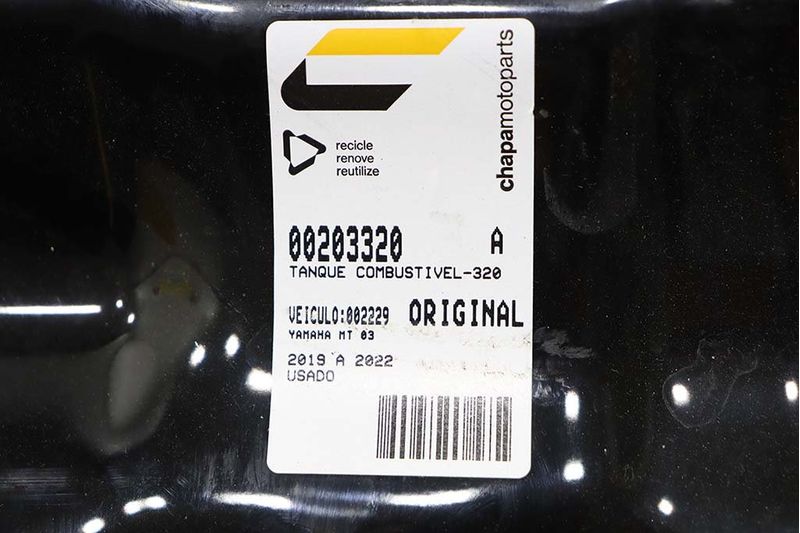 chapamotoparts
recicle
renove
reutilize
00203320 A
TANQUE COMBUSTIVEL-320
VEICULO:002229 ORIGINAL
YAMAHA MT 03
2019 A 2022
USADO